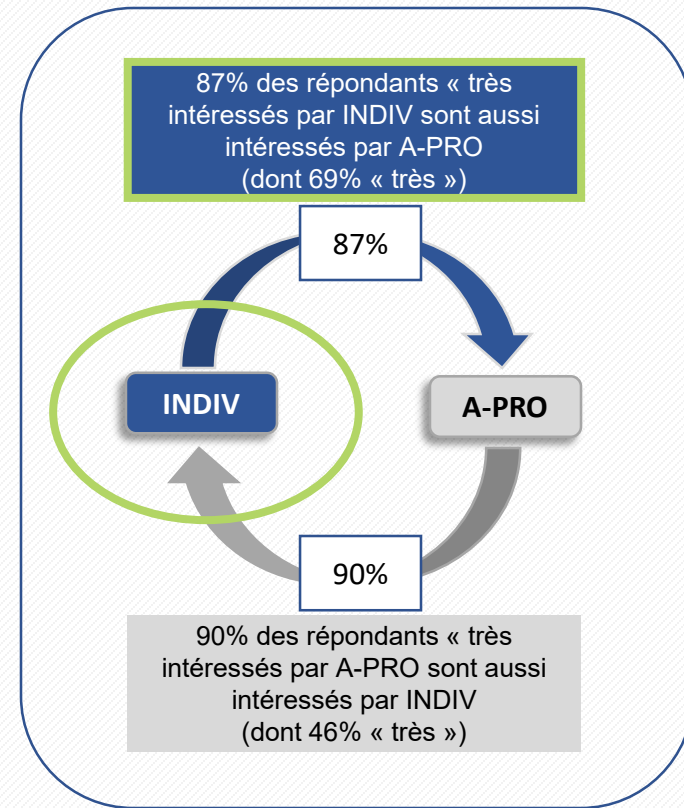 87% des répondants « très
intéressés par INDIV sont aussi
intéressés par A-PRO
(dont 69% « très »)
87%
INDIV
A-PRO
90%
90% des répondants « très
intéressés par A-PRO sont aussi
intéressés par INDIV
(dont 46% « très »)